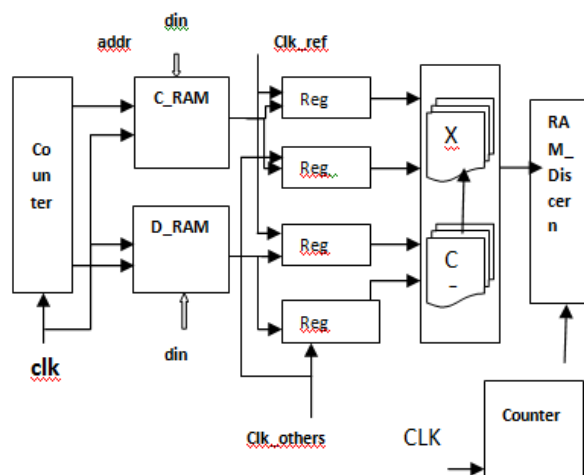 din
addr
Clk_ref
C_RAM
Reg
X
RA
M_
Dis
cer
n
Co
un
ter
Reg.
D_RAM
Reg
C
-
Reg
clk
din
Clk_others
CLK
Counter